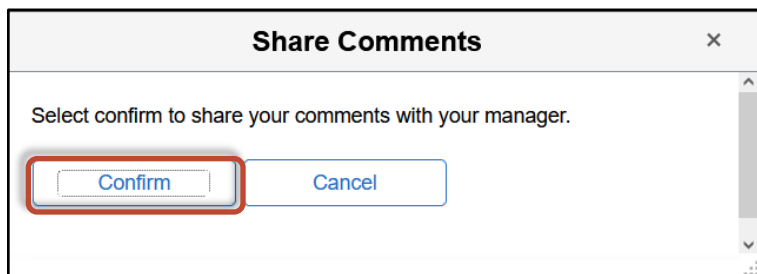 Share Comments
Select confirm to share your comments with your manager.
Confirm Cancel